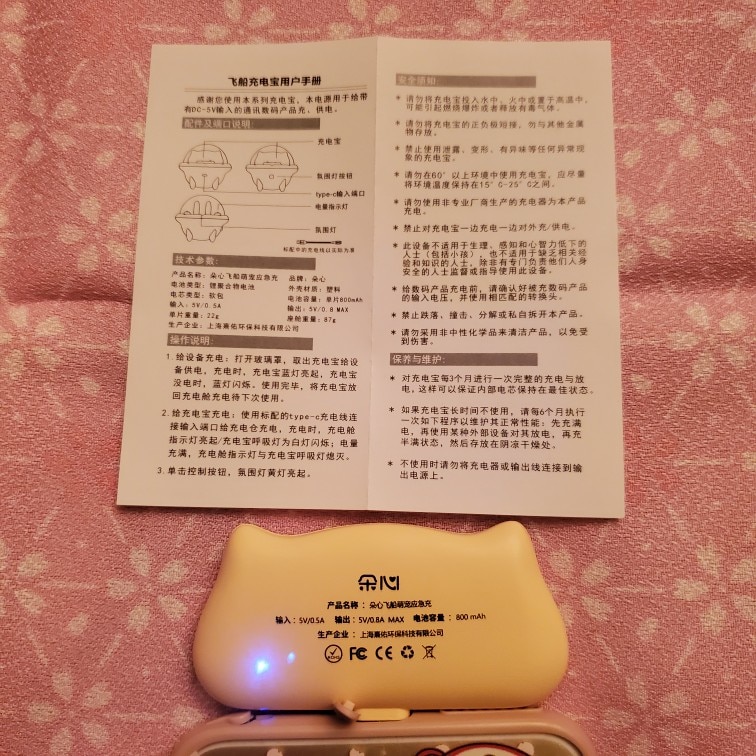 飞船充电宝用户手册
感谢您使用本系列充电宝,本电源用于给带
有DC-5V输入的通讯数码产品充、供电。
配件及端口说明:
充电宝
氛围灯按钮
type-c输入端口
电量指示灯
氛围灯
标配中的充电线以实际为准
技术参数:
产品名称:朵心飞船萌宠应急充 品牌:朵心
电池类型:锂聚合物电池 外壳材质:塑料
电芯类型:软包 电池容量:单片800mAh
输入:5V/0.5A 输出:5V/0.8 MAX
单片重量:22g 座舱重量:87g
生产企业:上海熹佑环保科技有限公司
操作说明:
1.给设备充电:打开玻璃罩,取出充电宝给设
备供电,充电时,充电宝蓝灯亮起,充电宝
没电时,蓝灯闪烁。使用完毕,将充电宝放
回充电舱充电待下次使用。
2.给充电宝充电:使用标配的type-c充电线连
接输入端口给充电仓充电,充电时,充电舱
指示灯亮起/充电宝呼吸灯为白灯闪烁;电量
充满,充电舱指示灯与充电宝呼吸灯熄灭。
3.单击控制按钮,氛围灯黄灯亮起。
安全感知:
* 请勿将充电宝投入水中、火中或置于高温中,
可能引起燃烧爆炸或者释放有毒气体。
* 请勿将充电宝的正负极短接,勿与其他金属
物存放。
* 禁止使用泄露、变形、有异味等任何异常现
象的充电宝。
* 请勿在60°以上环境中使用充电宝,应尽量
将环境温度保持在15°C-25°C之间。
* 请勿使用非专业厂商生产的充电器为本产品
充电。
* 禁止对充电宝一边充电一边对外充/供电。
* 此设备不适用于生理、感知和心智力低下的
人士(包括小孩),也不适用于缺乏相关经
验和知识的人士,除非有专门负责他们人身
安全的人士监督或指导使用此设备。
* 给数码产品充电前,请确认好被充数码产品
的输入电压,并使用相匹配的转换头。
* 禁止跌落、撞击、分解或私自拆开本产品。
* 请勿采用非中性化学品来清洁产品,以免受
到伤害。
保养与维护:
* 对充电宝每3个月进行一次完整的充电与放
电,这样可以保证内部电芯保持在最佳状态。
* 如果充电宝长时间不使用,请每6个月执行
一次如下程序以维护其正常性能:先充满
电,再使用某种外部设备对其放电,再充
半满状态,然后存放在阴凉干燥处。
* 不使用时请勿将充电器或输出线连接到输
出电源上。
朵心
产品名称:朵心飞船萌宠应急充
输入:5V/0.5A 输出:5V/0.8A MAX 电池容量:800 mAh
生产企业:上海熹佑环保科技有限公司
FC CE